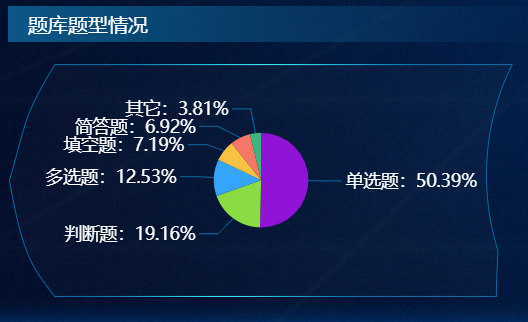 题库题型情况
其它：3.81%
简答题：6.92%
填空题：7.19%
多选题：12.53%
单选题：50.39%
判断题：19.16%